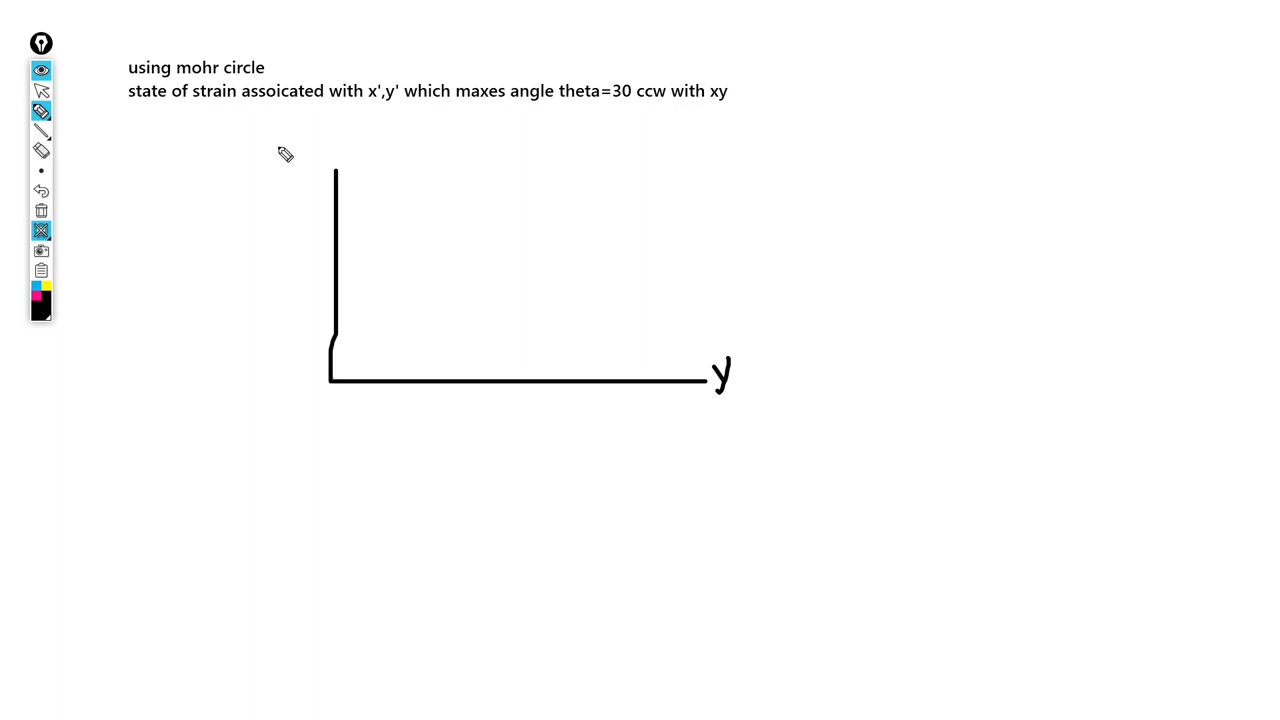 using mohr circle
state of strain assoicated with x',y' which maxes angle theta=30 ccw with xy
y